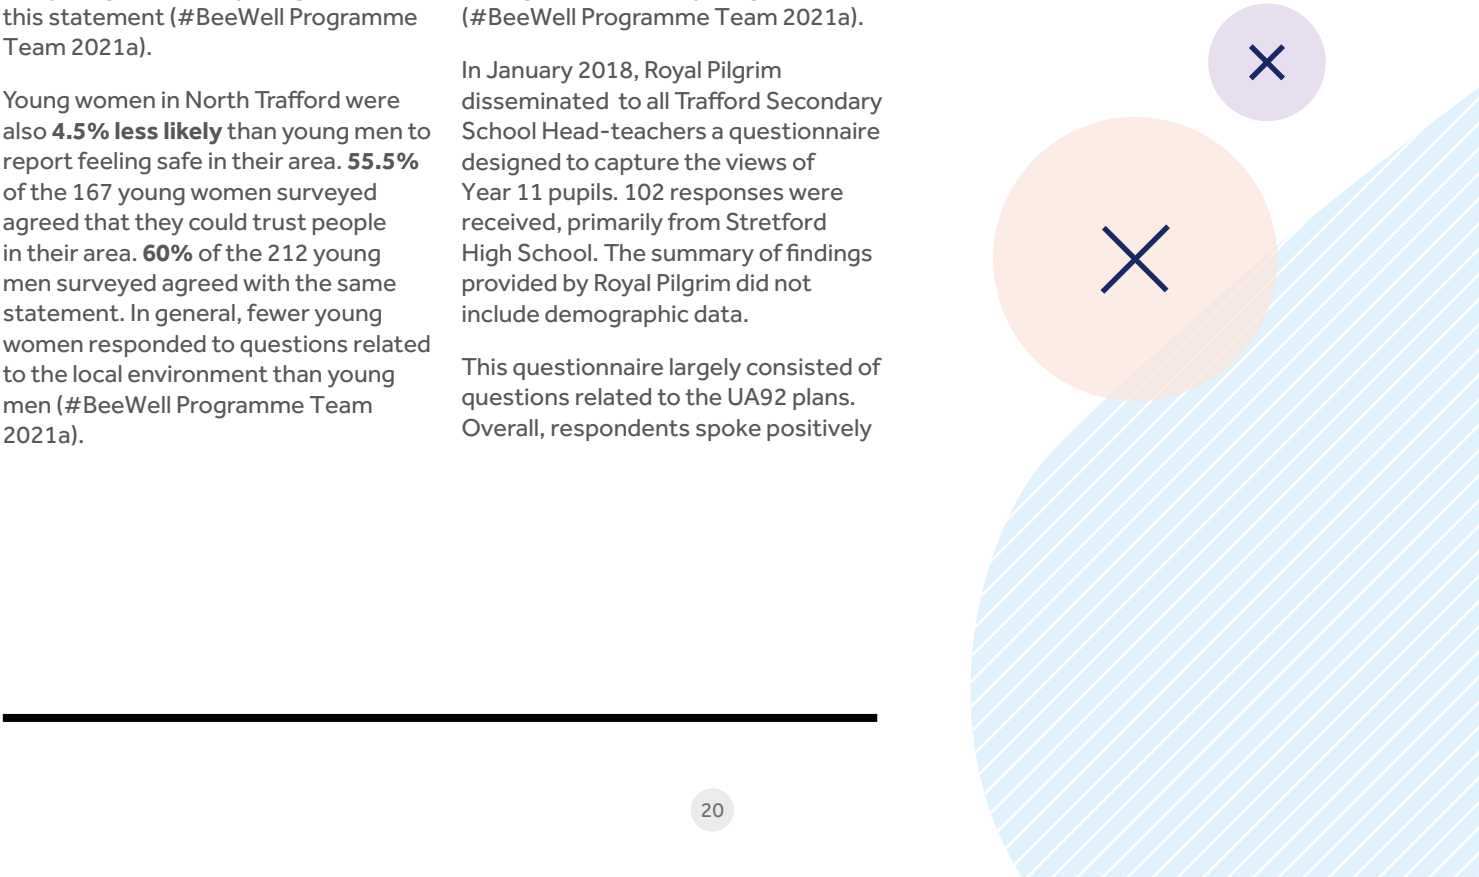 this statement (#BeeWell Programme
Team 2021a).
Young women in North Trafford were
also 4.5% less likely than young men to
report feeling safe in their area. 55.5%
of the 167 young women surveyed
agreed that they could trust people
in their area. 60% of the 212 young
men surveyed agreed with the same
statement. In general, fewer young
women responded to questions related
to the local environment than young
men (#BeeWell Programme Team
2021a).
(#BeeWell Programme Team 2021a).
In January 2018, Royal Pilgrim
disseminated  to all Trafford Secondary
School Head-teachers a questionnaire
designed to capture the views of
Year 11 pupils. 102 responses were
received, primarily from Stretford
High School. The summary of findings
provided by Royal Pilgrim did not
include demographic data.
This questionnaire largely consisted of
questions related to the UA92 plans.
Overall, respondents spoke positively
20